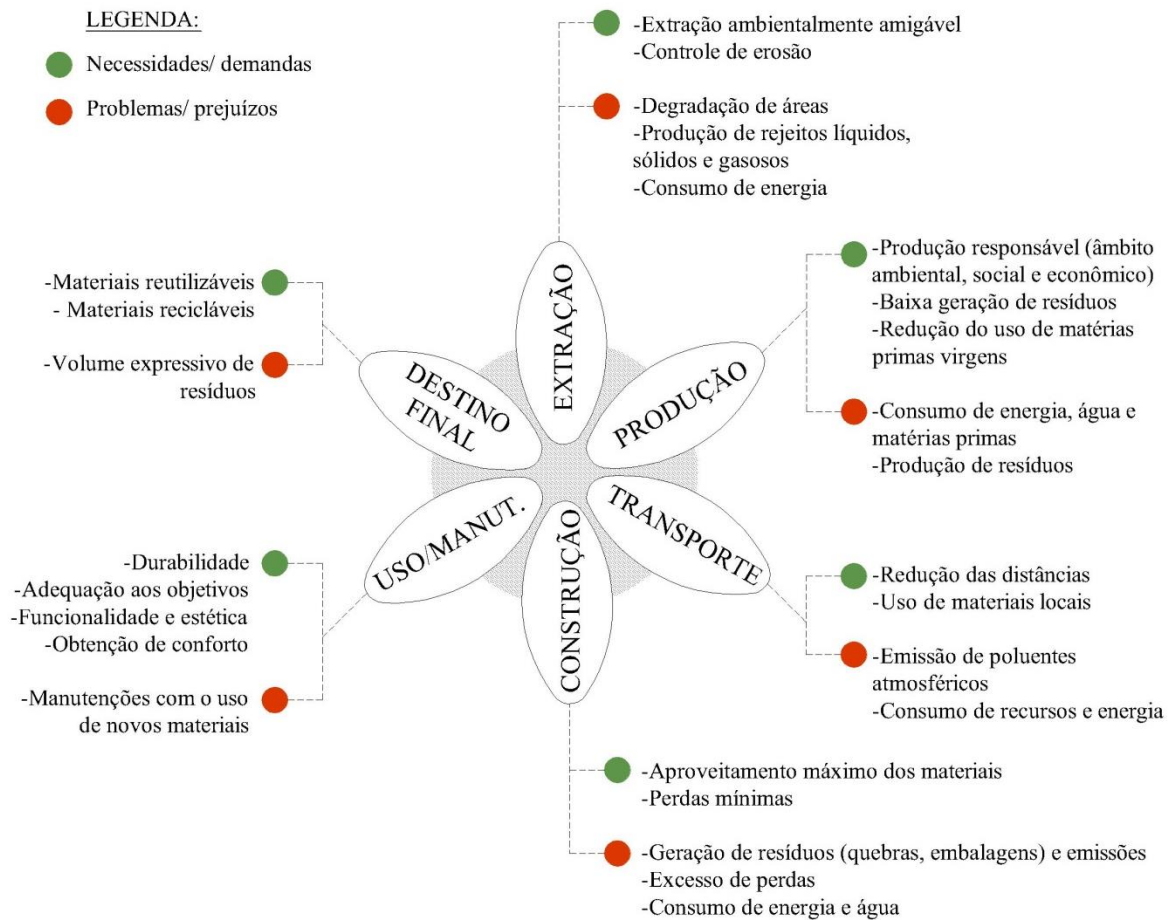 LEGENDA:
Necessidades/ demandas
Problemas/ prejuízos
-Extração ambientalmente amigável
-Controle de erosão
-Degradação de áreas
-Produção de rejeitos líquidos,
sólidos e gasosos
-Consumo de energia
EXTRAÇÃO
-Produção responsável (âmbito
ambiental, social e econômico)
-Baixa geração de resíduos
-Redução do uso de matérias
primas virgens
-Consumo de energia, água e
matérias primas
-Produção de resíduos
PRODUÇÃO
-Redução das distâncias
-Uso de materiais locais
-Emissão de poluentes
atmosféricos
-Consumo de recursos e energia
TRANSPORTE
-Aproveitamento máximo dos materiais
-Perdas mínimas
-Geração de resíduos (quebras, embalagens) e emissões
-Excesso de perdas
-Consumo de energia e água
CONSTRUÇÃO
-Durabilidade
-Adequação aos objetivos
-Funcionalidade e estética
-Obtenção de conforto
-Manutenções com o uso
de novos materiais
USO/MANUT.
-Materiais reutilizáveis
- Materiais recicláveis
-Volume expressivo de
resíduos
DESTINO
FINAL